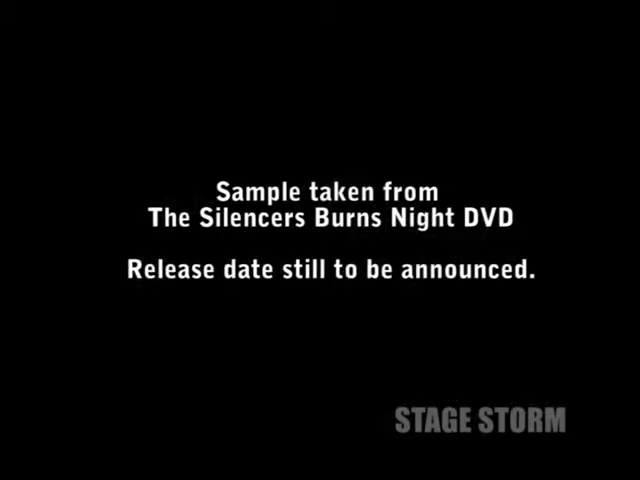 Sample taken from
The Silencers Burns Night DVD
Release date still to be announced.
STAGE STORM